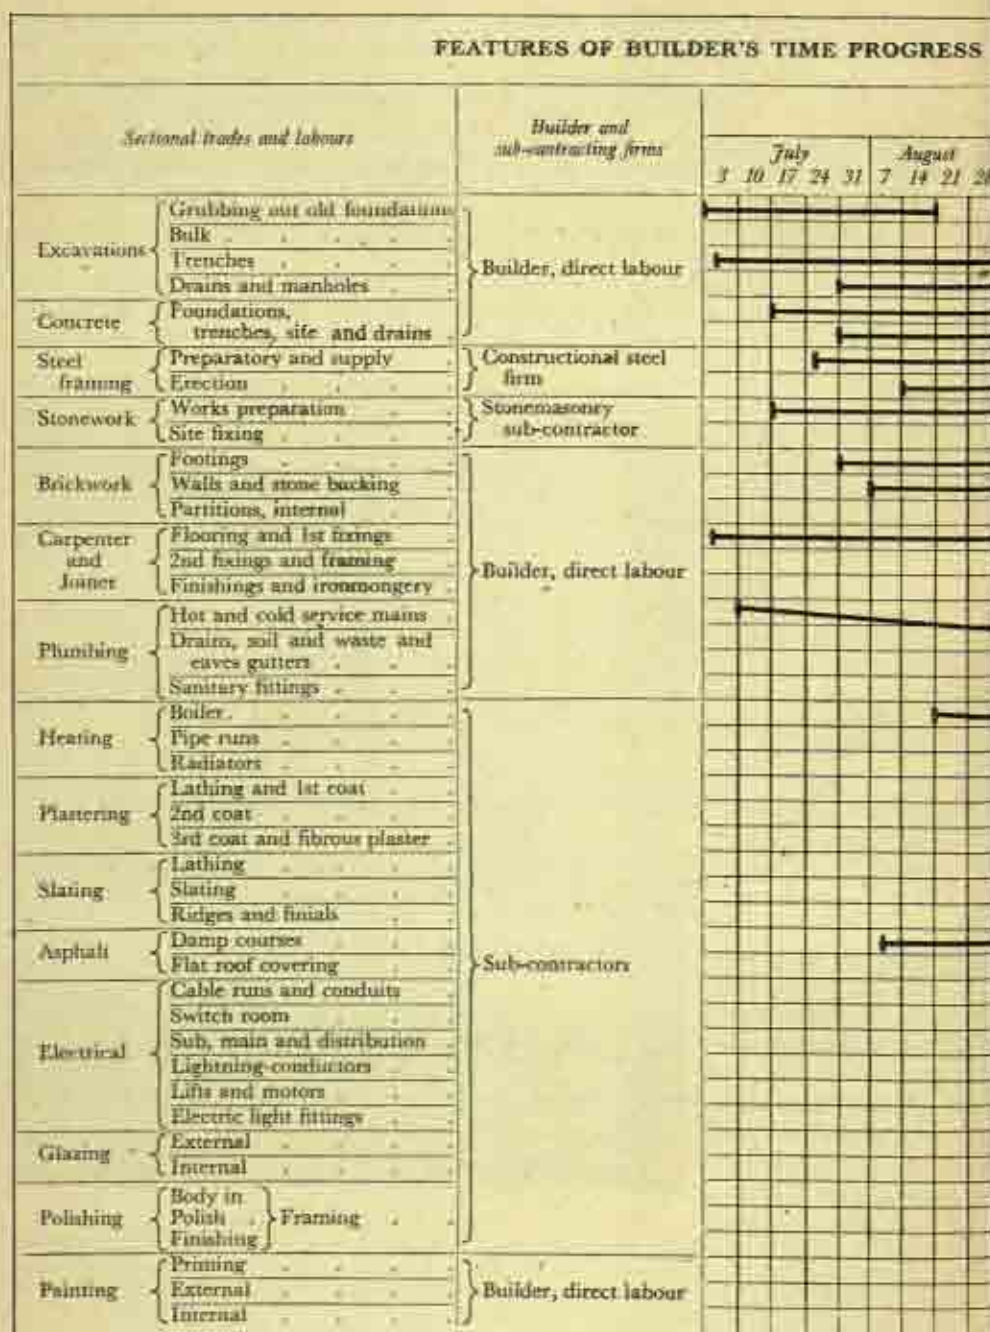 FEATURES OF BUILDER'S TIME PROGRESS
Sectional trades and labours
Builder and
sub-contracting firms
July
August
3 10 17 24 31 7 14 21 28
Excavations
Grubbing out old foundations
Bulk
Trenches
Drains and manholes
Builder, direct labour
Concrete
Foundations,
trenches, site and drains
Steel
framing
Preparatory and supply
Erection
Constructional steel
firm
Stonework
Works preparation
Site fixing
Stonemasonry
sub-contractor
Brickwork
Footings
Walls and stone backing
Partitions, internal
Carpenter
and
Joiner
Flooring and 1st fixings
2nd fixings and framing
Finishings and ironmongery
Builder, direct labour
Plumbing
Hot and cold service mains
Drains, soil and waste and
eaves gutters
Sanitary fittings
Heating
Boiler
Pipe runs
Radiators
Plastering
Lathing and 1st coat
2nd coat
3rd coat and fibrous plaster
Slating
Lathing
Slating
Ridges and finials
Asphalt
Damp courses
Flat roof covering
Sub-contractors
Electrical
Cable runs and conduits
Switch room
Sub, main and distribution
Lightning-conductors
Lifts and motors
Electric light fittings
Glazing
External
Internal
Polishing
Body in
Polish
Finishing
Framing
Painting
Priming
External
Internal
Builder, direct labour